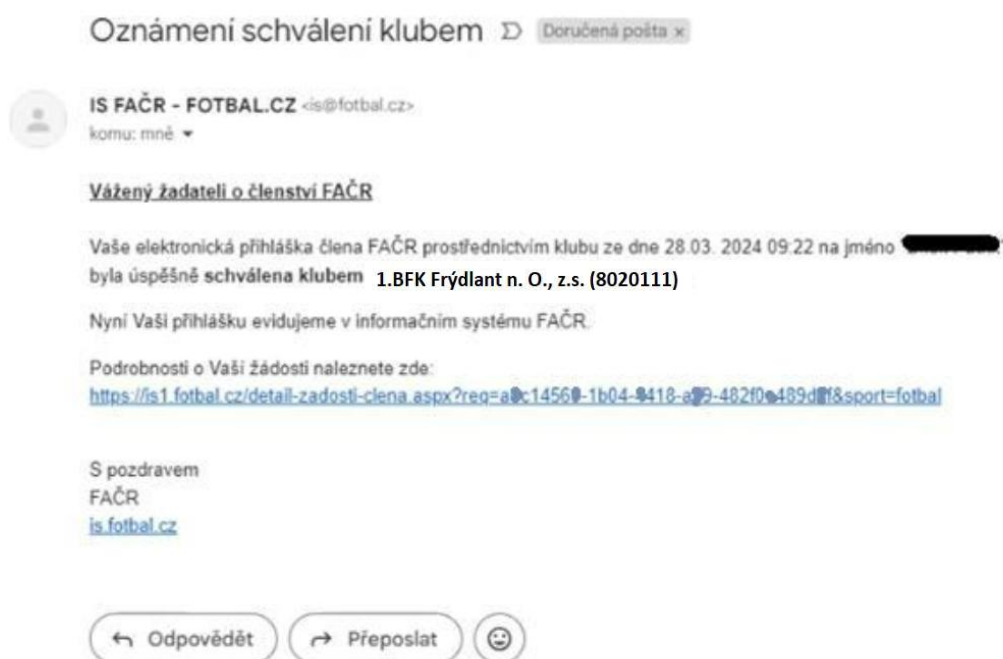 Oznámení schválení klubem Doručená pošta ×
IS FAČR - FOTBAL.CZ <is@fotbal.cz>
komu: mně
Vážený žadateli o členství FAČR
Vaše elektronická přihláška člena FAČR prostřednictvím klubu ze dne 28.03. 2024 09:22 na jméno
byla úspěšně schválena klubem 1.BFK Frýdlant n. O., z.s. (8020111)
Nyní Vaši přihlášku evidujeme v informačním systému FAČR.
Podrobnosti o Vaší žádosti naleznete zde:
S pozdravem
FAČR
is.fotbal.cz
Odpovědět Přeposlat